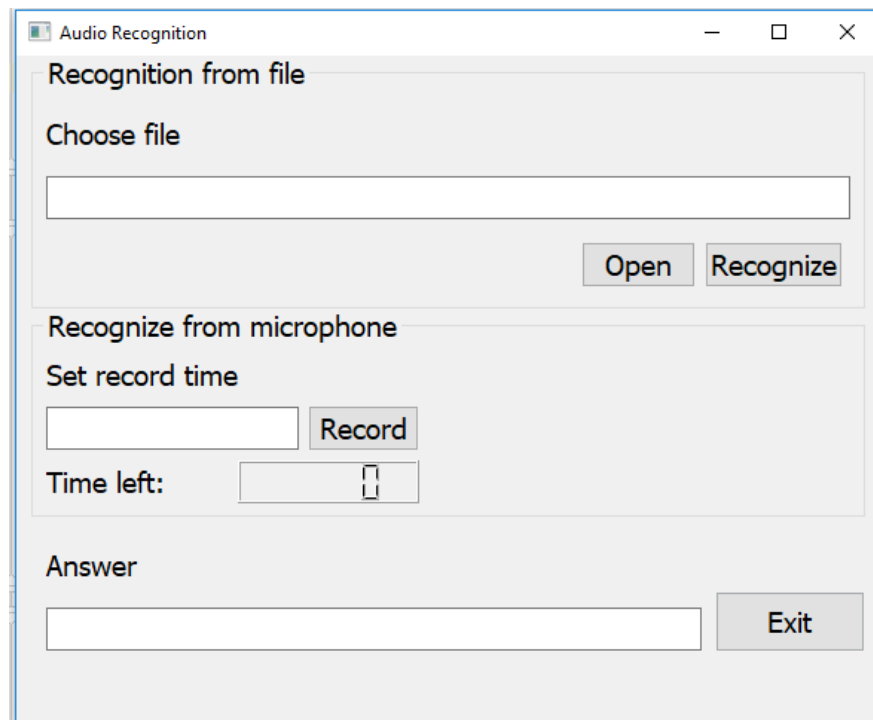 Audio Recognition
Recognition from file
Choose file
Open Recognize
Recognize from microphone
Set record time
Record
Time left: 0
Answer
Exit